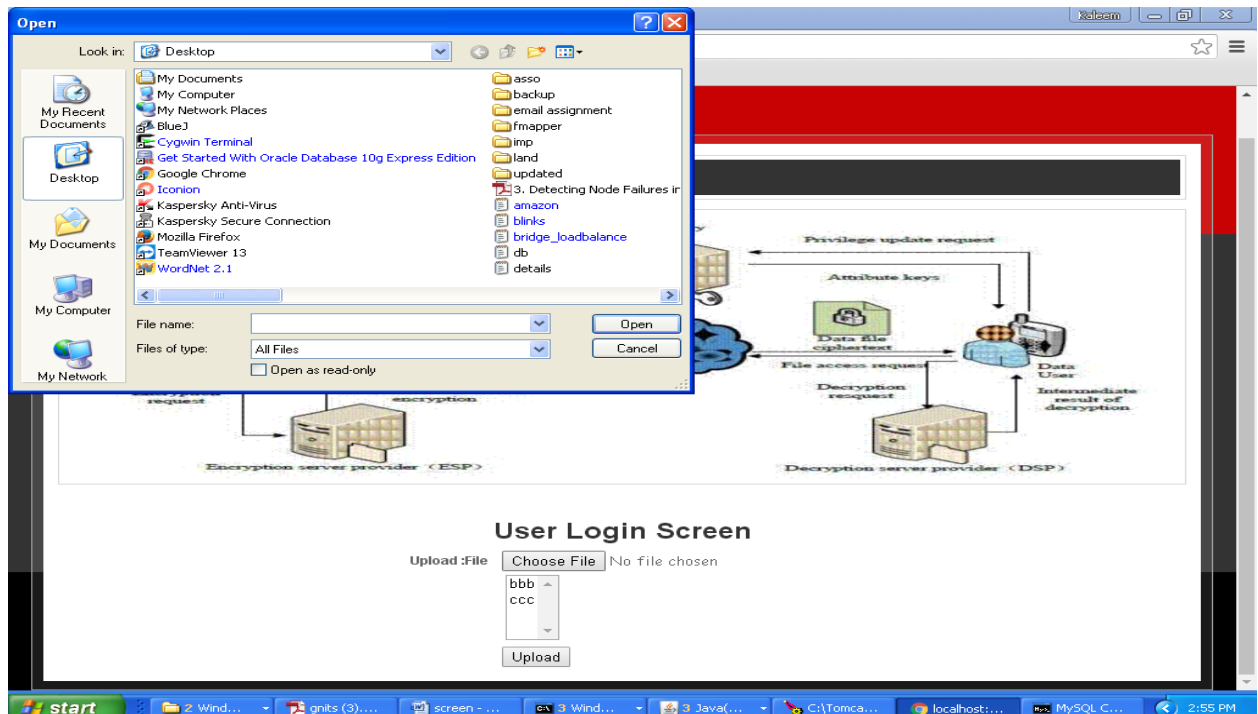 Open
Kaleem
Look in: Desktop
My Recent Documents
Desktop
My Documents
My Computer
My Network
My Documents
My Computer
My Network Places
BlueJ
Cygwin Terminal
Get Started With Oracle Database 10g Express Edition
Google Chrome
Iconion
Kaspersky Anti-Virus
Kaspersky Secure Connection
Mozilla Firefox
TeamViewer 13
WordNet 2.1
asso
backup
email assignment
fmapper
imp
land
updated
3. Detecting Node Failures ir
amazon
blinks
bridge_loadbalance
db
details
File name:
Open
Files of type: All Files
Cancel
Open as read-only
Privilege update request
Attribute keys
Data file
ciphertext
File access request
Data
User
Decryption
resquest
Intermediate
result of
decryption
request
encryption
Encryption server provider (ESP)
Decryption server provider (DSP)
User Login Screen
Upload :File Choose File No file chosen
bbb
ccc
Upload
start
2 Wind...
gnits (3)....
screen - ...
3 Wind...
3 Java(...
C:\Tomca...
localhost:...
MySQL C...
2:55 PM